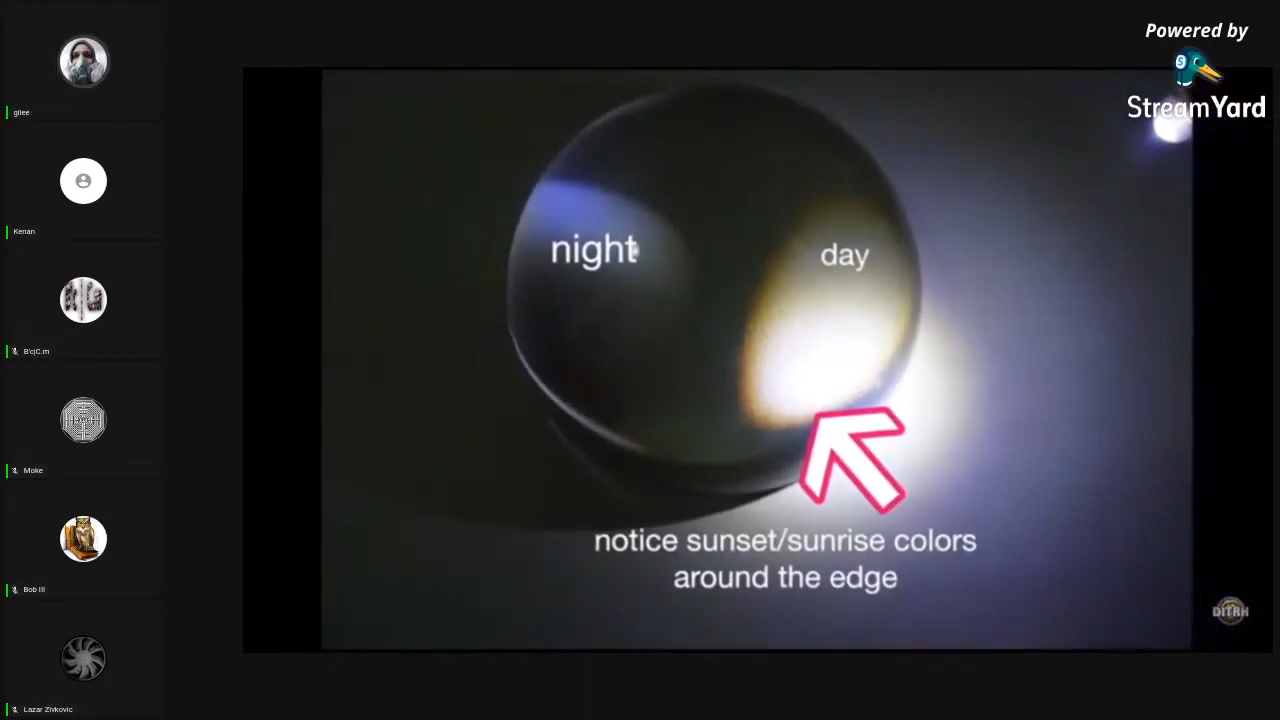 Powered by
StreamYard
gilee
Kenan
B'c|C.m
Moke
Bob III
Lazar Zivkovic
night
day
notice sunset/sunrise colors
around the edge
DITRH